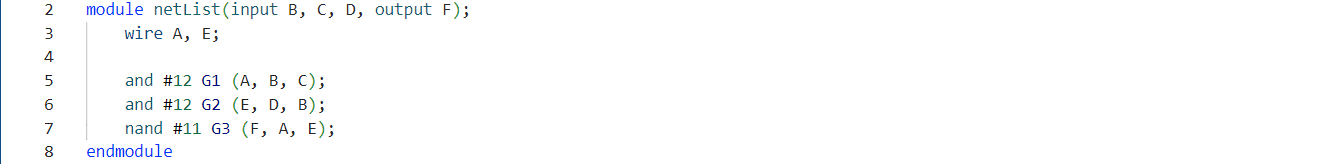 2 module netList(input B, C, D, output F);
3     wire A, E;
4
5     and #12 G1 (A, B, C);
6     and #12 G2 (E, D, B);
7     nand #11 G3 (F, A, E);
8 endmodule